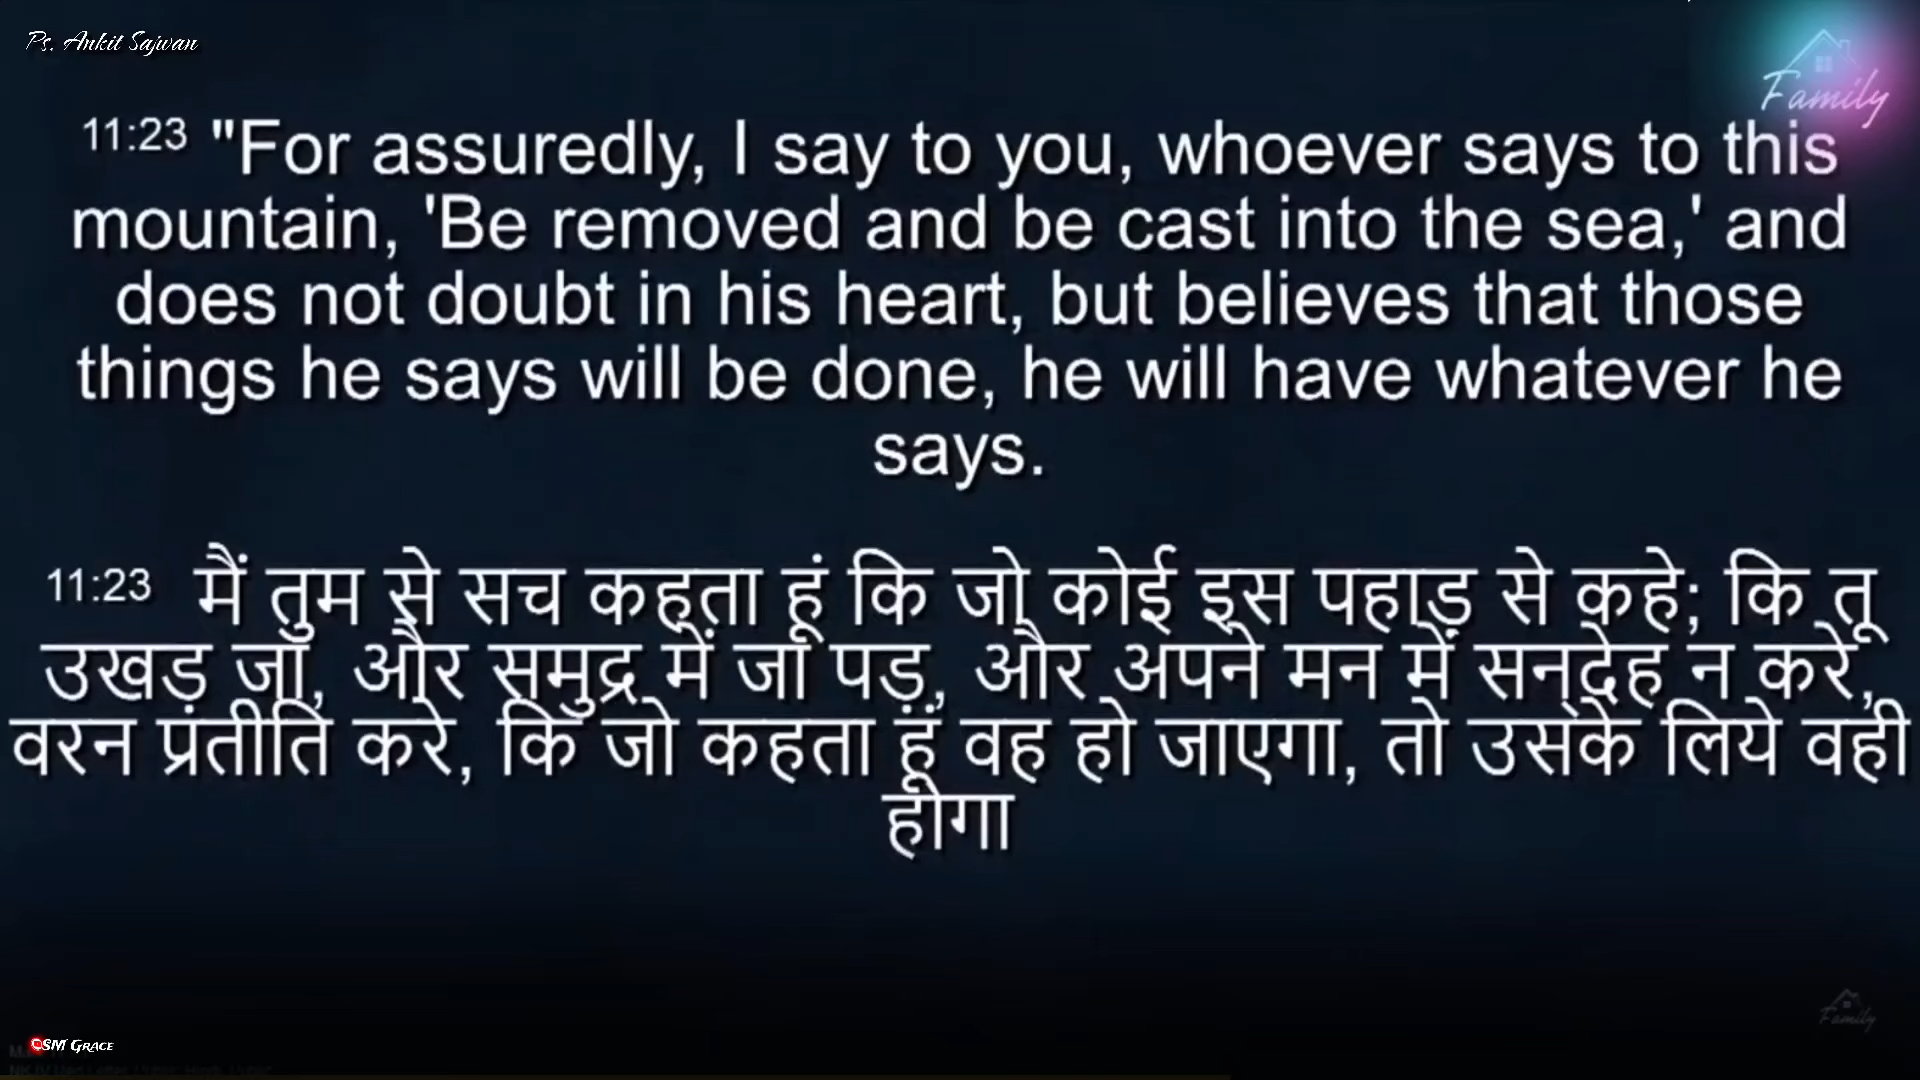 Ps. Ankit Sajwan
Family
11:23 "For assuredly, I say to you, whoever says to this
mountain, 'Be removed and be cast into the sea,' and
does not doubt in his heart, but believes that those
things he says will be done, he will have whatever he
says.
11:23 मैं तुम से सच कहता हूं कि जो कोई इस पहाड़ से कहे; कि तू
उखड़ जा, और समुद्र में जा पड़, और अपने मन में सन्देह न करे,
वरन प्रतीति करे, कि जो कहता हूं वह हो जाएगा, तो उसके लिये वही
होगा
Family
SM GRACE